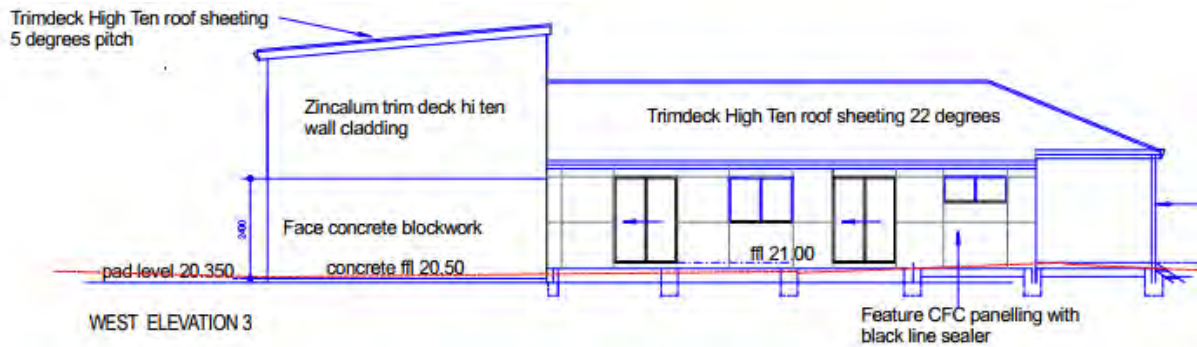 Trimdeck High Ten roof sheeting
5 degrees pitch
Zincalum trim deck hi ten
wall cladding
Trimdeck High Ten roof sheeting 22 degrees
2400
Face concrete blockwork
ffl 21.00
pad level 20.350
concrete ffl 20.50
WEST ELEVATION 3
Feature CFC panelling with
black line sealer